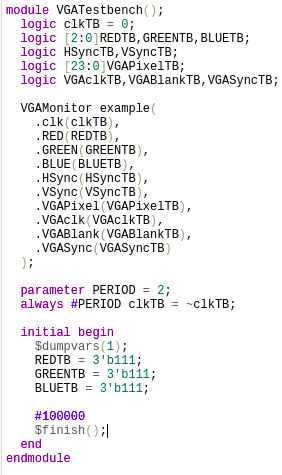 module VGATestbench();
logic clkTB = 0;
logic [2:0]REDTB,GREENTB,BLUETB;
logic HSyncTB,VSyncTB;
logic [23:0]VGAPixelTB;
logic VGAclkTB,VGABlankTB,VGASyncTB;
VGAMonitor example(
.clk(clkTB),
.RED(REDTB),
.GREEN(GREENTB),
.BLUE(BLUETB),
.HSync(HSyncTB),
.VSync(VSyncTB),
.VGAPixel(VGAPixelTB),
.VGAclk(VGAclkTB),
.VGABlank(VGABlankTB),
.VGASync(VGASyncTB)
);
parameter PERIOD = 2;
always #PERIOD clkTB = ~clkTB;
initial begin
$dumpvars(1);
REDTB = 3'b111;
GREENTB = 3'b111;
BLUETB = 3'b111;
#100000
$finish();
end
endmodule